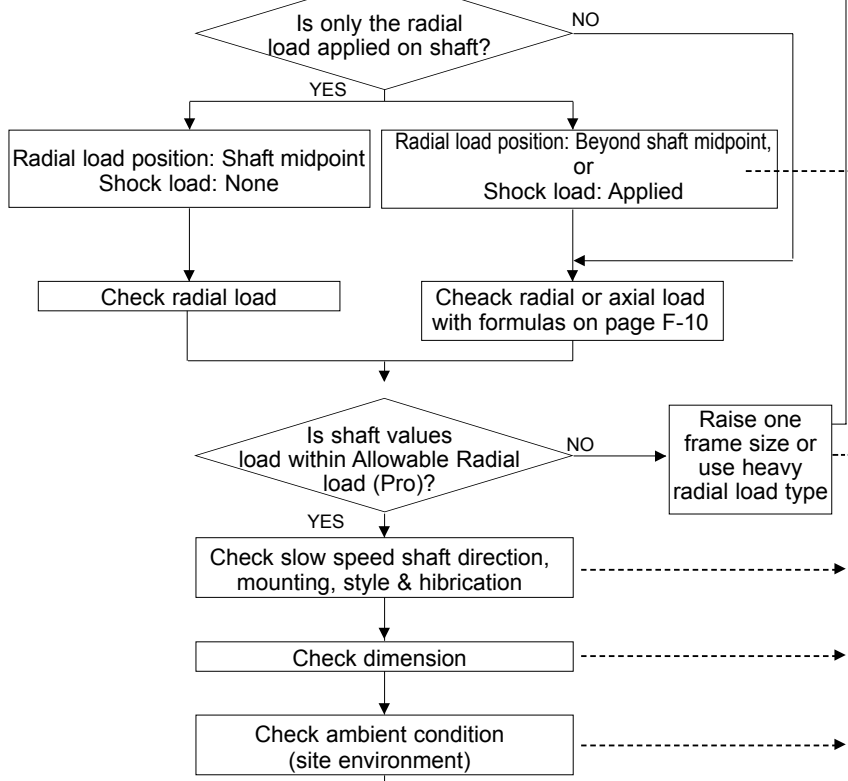 Is only the radial
load applied on shaft?
NO
YES
Radial load position: Shaft midpoint
Shock load: None
Radial load position: Beyond shaft midpoint,
or
Shock load: Applied
Check radial load
Cheack radial or axial load
with formulas on page F-10
Is shaft values
load within Allowable Radial
load (Pro)?
NO
Raise one
frame size or
use heavy
radial load type
YES
Check slow speed shaft direction,
mounting, style & hibrication
Check dimension
Check ambient condition
(site environment)